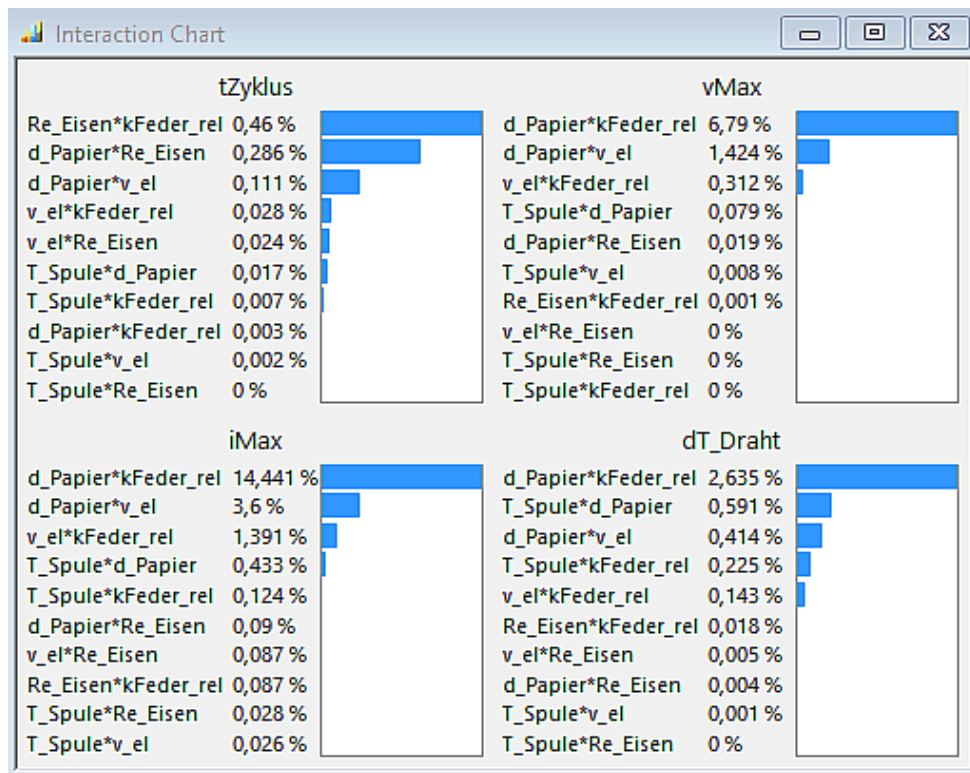 Interaction Chart
tZyklus
Re_Eisen*kFeder_rel 0,46 %
d_Papier*Re_Eisen 0,286 %
d_Papier*v_el 0,111 %
v_el*kFeder_rel 0,028 %
v_el*Re_Eisen 0,024 %
T_Spule*d_Papier 0,017 %
T_Spule*kFeder_rel 0,007 %
d_Papier*kFeder_rel 0,003 %
T_Spule*v_el 0,002 %
T_Spule*Re_Eisen 0 %
vMax
d_Papier*kFeder_rel 6,79 %
d_Papier*v_el 1,424 %
v_el*kFeder_rel 0,312 %
T_Spule*d_Papier 0,079 %
d_Papier*Re_Eisen 0,019 %
T_Spule*v_el 0,008 %
Re_Eisen*kFeder_rel 0,001 %
v_el*Re_Eisen 0 %
T_Spule*Re_Eisen 0 %
T_Spule*kFeder_rel 0 %
iMax
d_Papier*kFeder_rel 14,441 %
d_Papier*v_el 3,6 %
v_el*kFeder_rel 1,391 %
T_Spule*d_Papier 0,433 %
T_Spule*kFeder_rel 0,124 %
d_Papier*Re_Eisen 0,09 %
v_el*Re_Eisen 0,087 %
Re_Eisen*kFeder_rel 0,087 %
T_Spule*Re_Eisen 0,028 %
T_Spule*v_el 0,026 %
dT_Draht
d_Papier*kFeder_rel 2,635 %
T_Spule*d_Papier 0,591 %
d_Papier*v_el 0,414 %
T_Spule*kFeder_rel 0,225 %
v_el*kFeder_rel 0,143 %
Re_Eisen*kFeder_rel 0,018 %
v_el*Re_Eisen 0,005 %
d_Papier*Re_Eisen 0,004 %
T_Spule*v_el 0,001 %
T_Spule*Re_Eisen 0 %